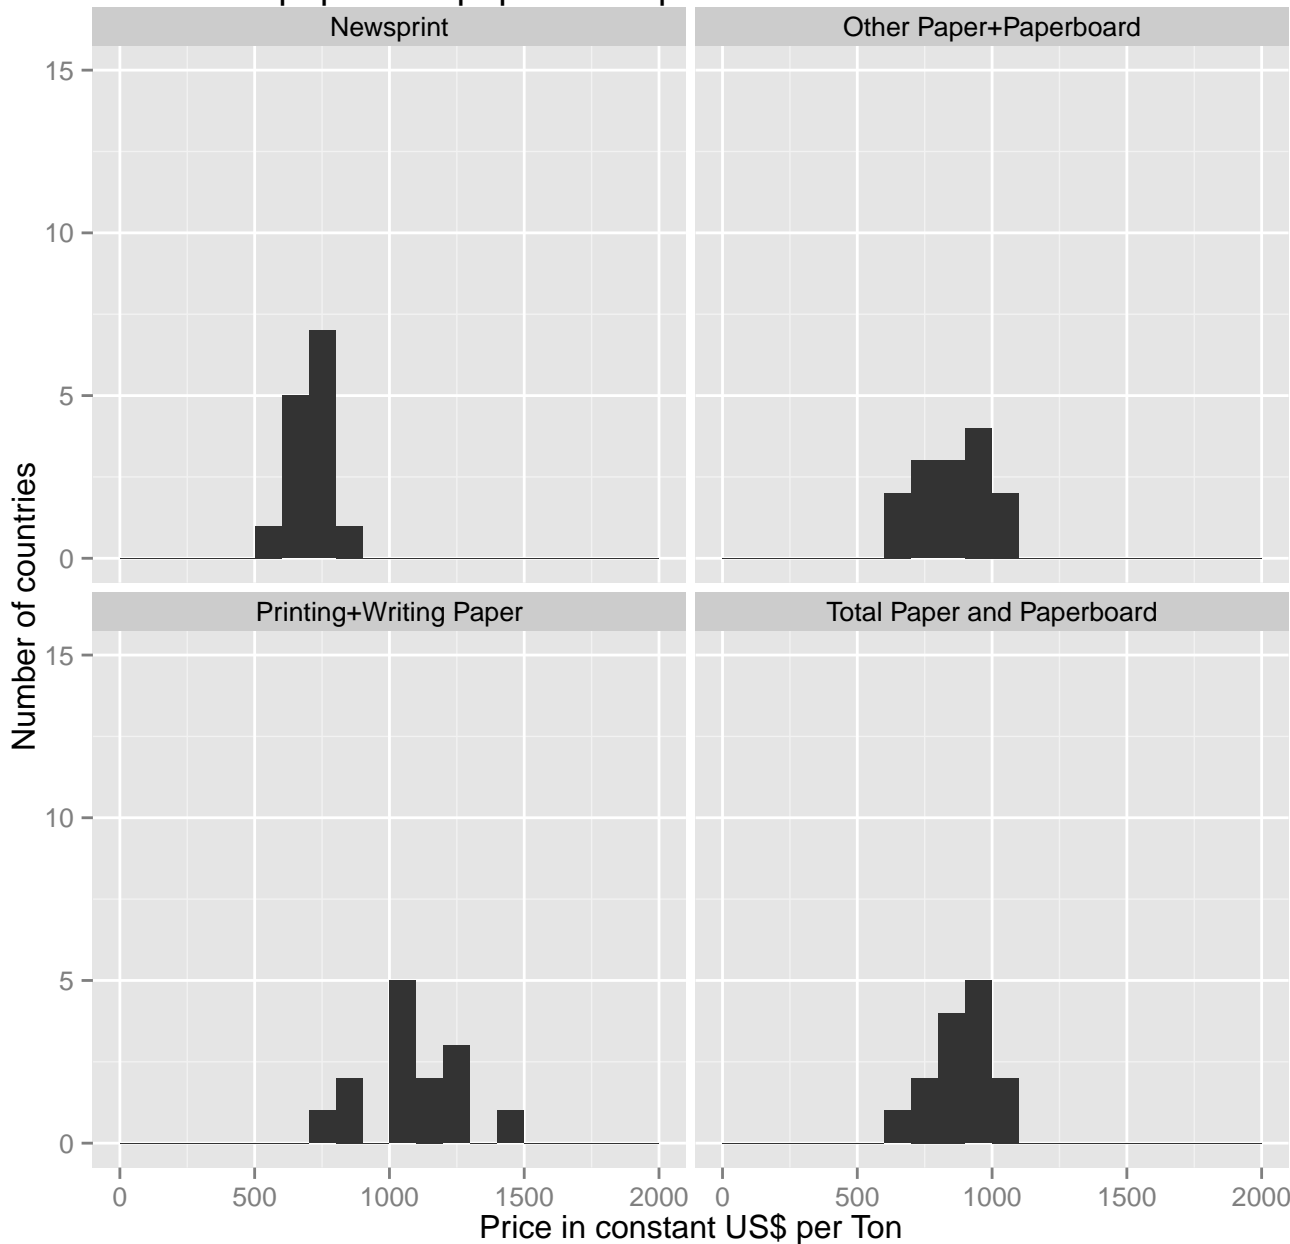 Newsprint
Other Paper+Paperboard
15
10
5
0
Printing+Writing Paper
Total Paper and Paperboard
15
10
5
0
0 500 1000 1500 2000 0 500 1000 1500 2000
Price in constant US$ per Ton
Number of countries